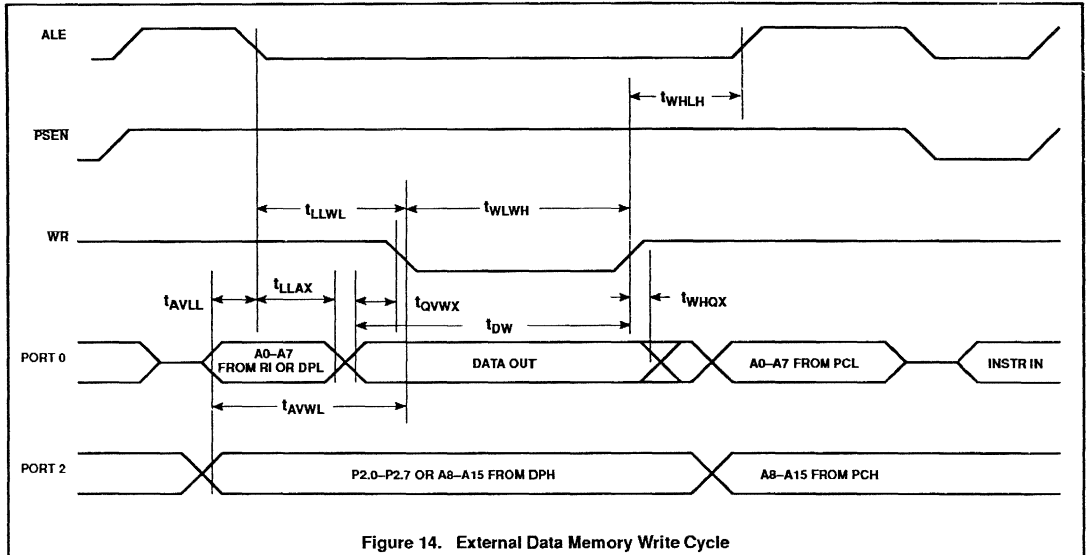 ALE
tWHLH
PSEN
tLLWL
tWLWH
WR
tAVLL
tLLAX
tQVWX
tWHQX
tDW
PORT 0
A0–A7
FROM RI OR DPL
DATA OUT
A0–A7 FROM PCL
INSTR IN
tAVWL
PORT 2
P2.0–P2.7 OR A8–A15 FROM DPH
A8–A15 FROM PCH
Figure 14. External Data Memory Write Cycle